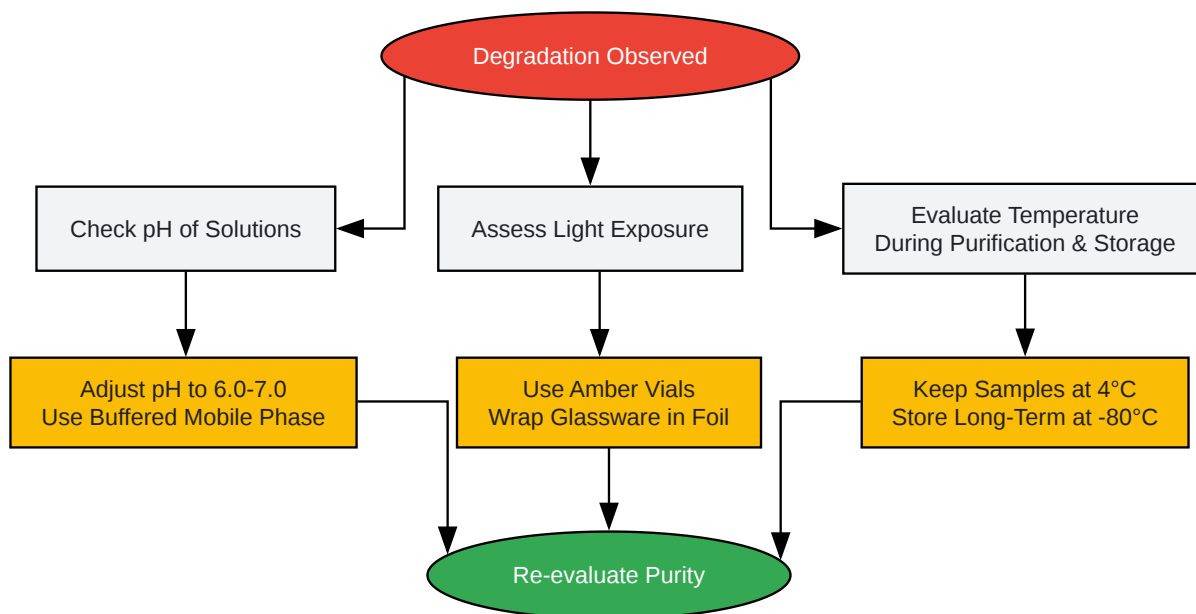 Degradation Observed
Check pH of Solutions
Assess Light Exposure
Evaluate Temperature
During Purification & Storage
Adjust pH to 6.0-7.0
Use Buffered Mobile Phase
Use Amber Vials
Wrap Glassware in Foil
Keep Samples at 4°C
Store Long-Term at -80°C
Re-evaluate Purity